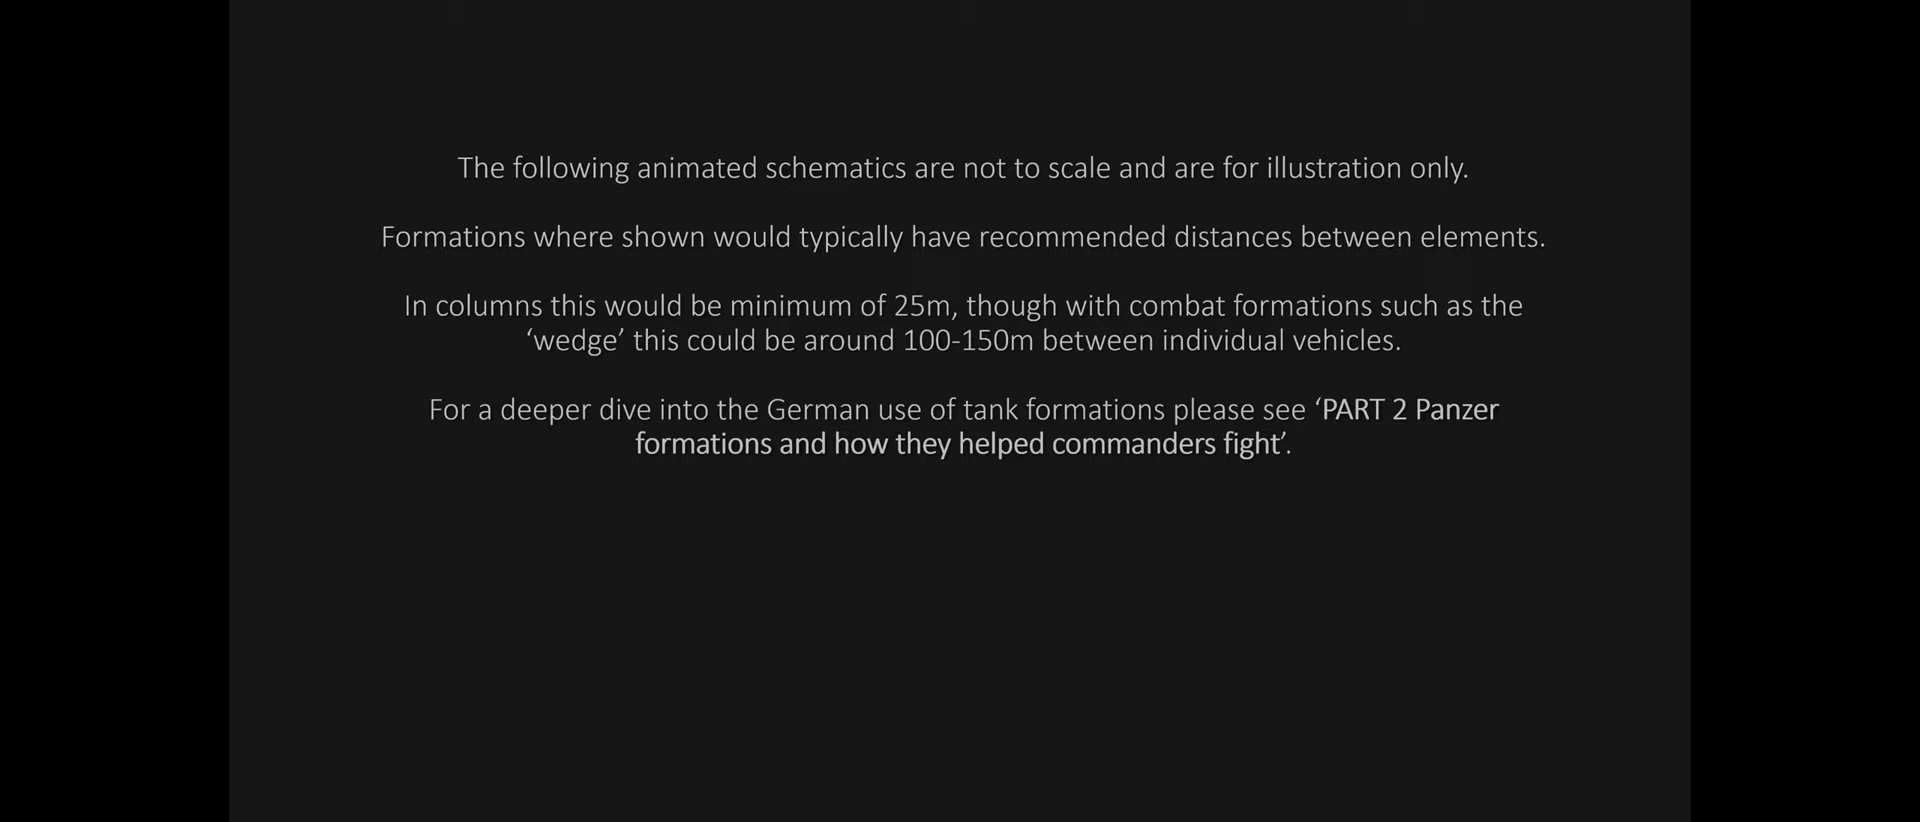 The following animated schematics are not to scale and are for illustration only.
Formations where shown would typically have recommended distances between elements.
In columns this would be minimum of 25m, though with combat formations such as the
‘wedge’ this could be around 100-150m between individual vehicles.
For a deeper dive into the German use of tank formations please see ‘PART 2 Panzer
formations and how they helped commanders fight’.